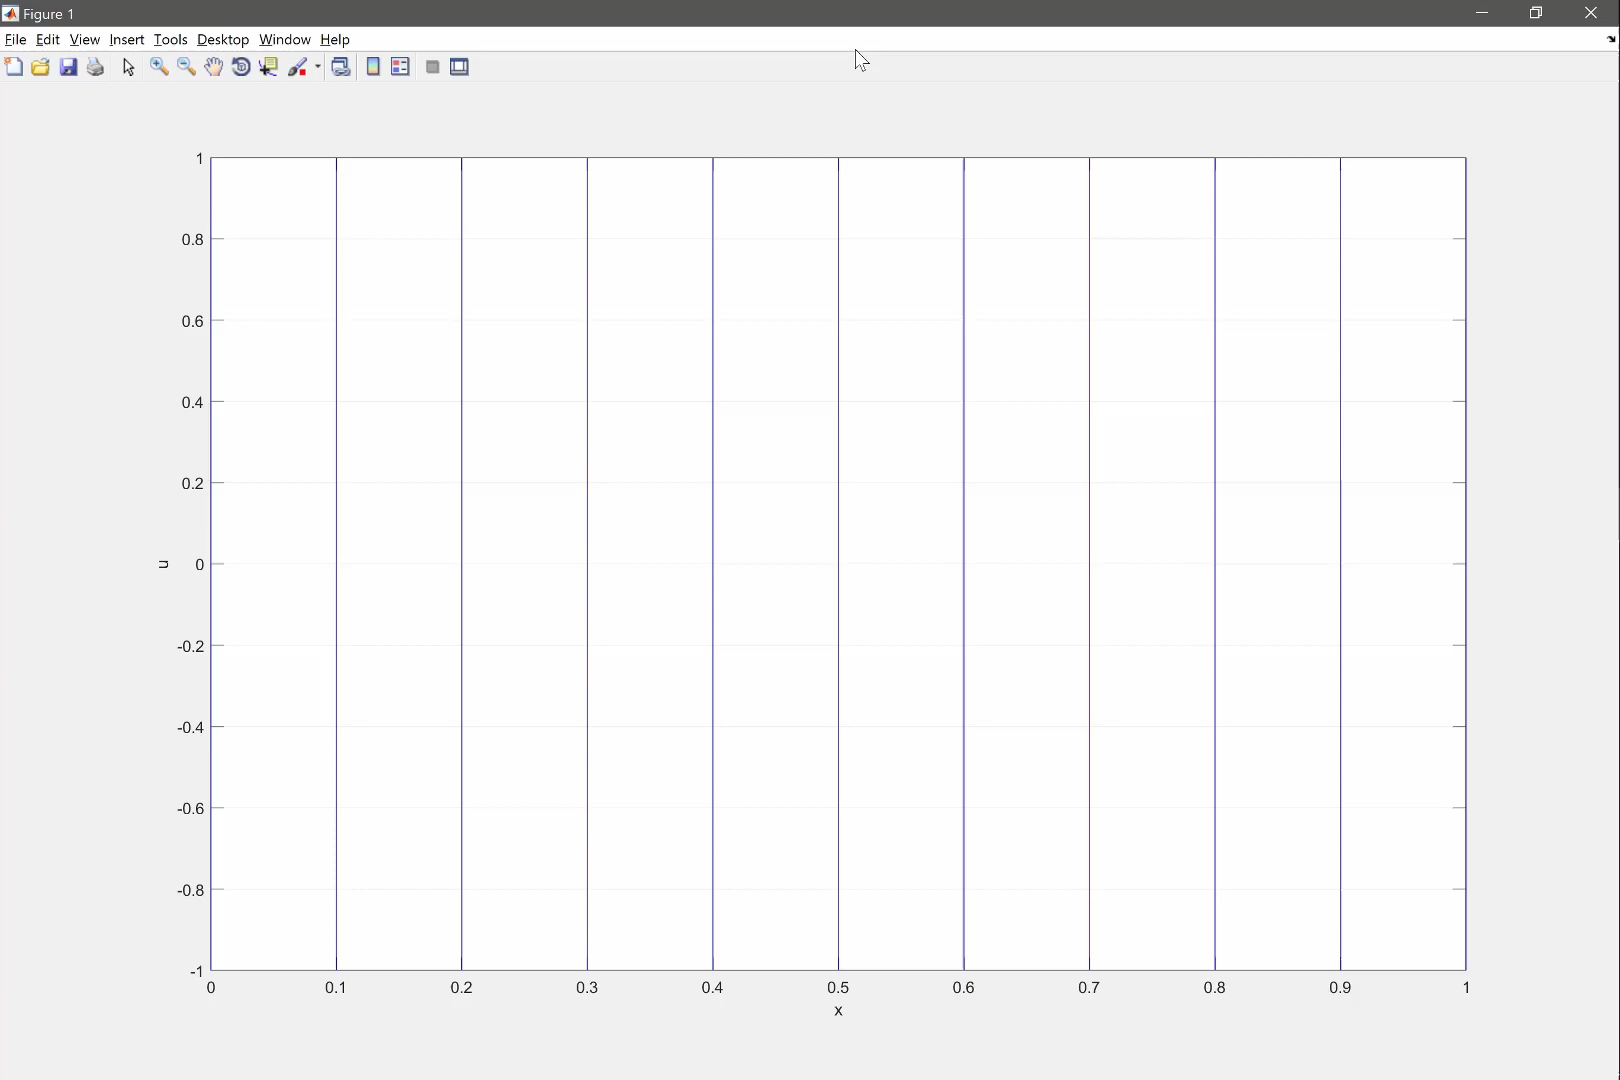 Figure 1
File Edit View Insert Tools Desktop Window Help
1
0.8
0.6
0.4
0.2
u
0
-0.2
-0.4
-0.6
-0.8
-1
0 0.1 0.2 0.3 0.4 0.5 0.6 0.7 0.8 0.9 1
x